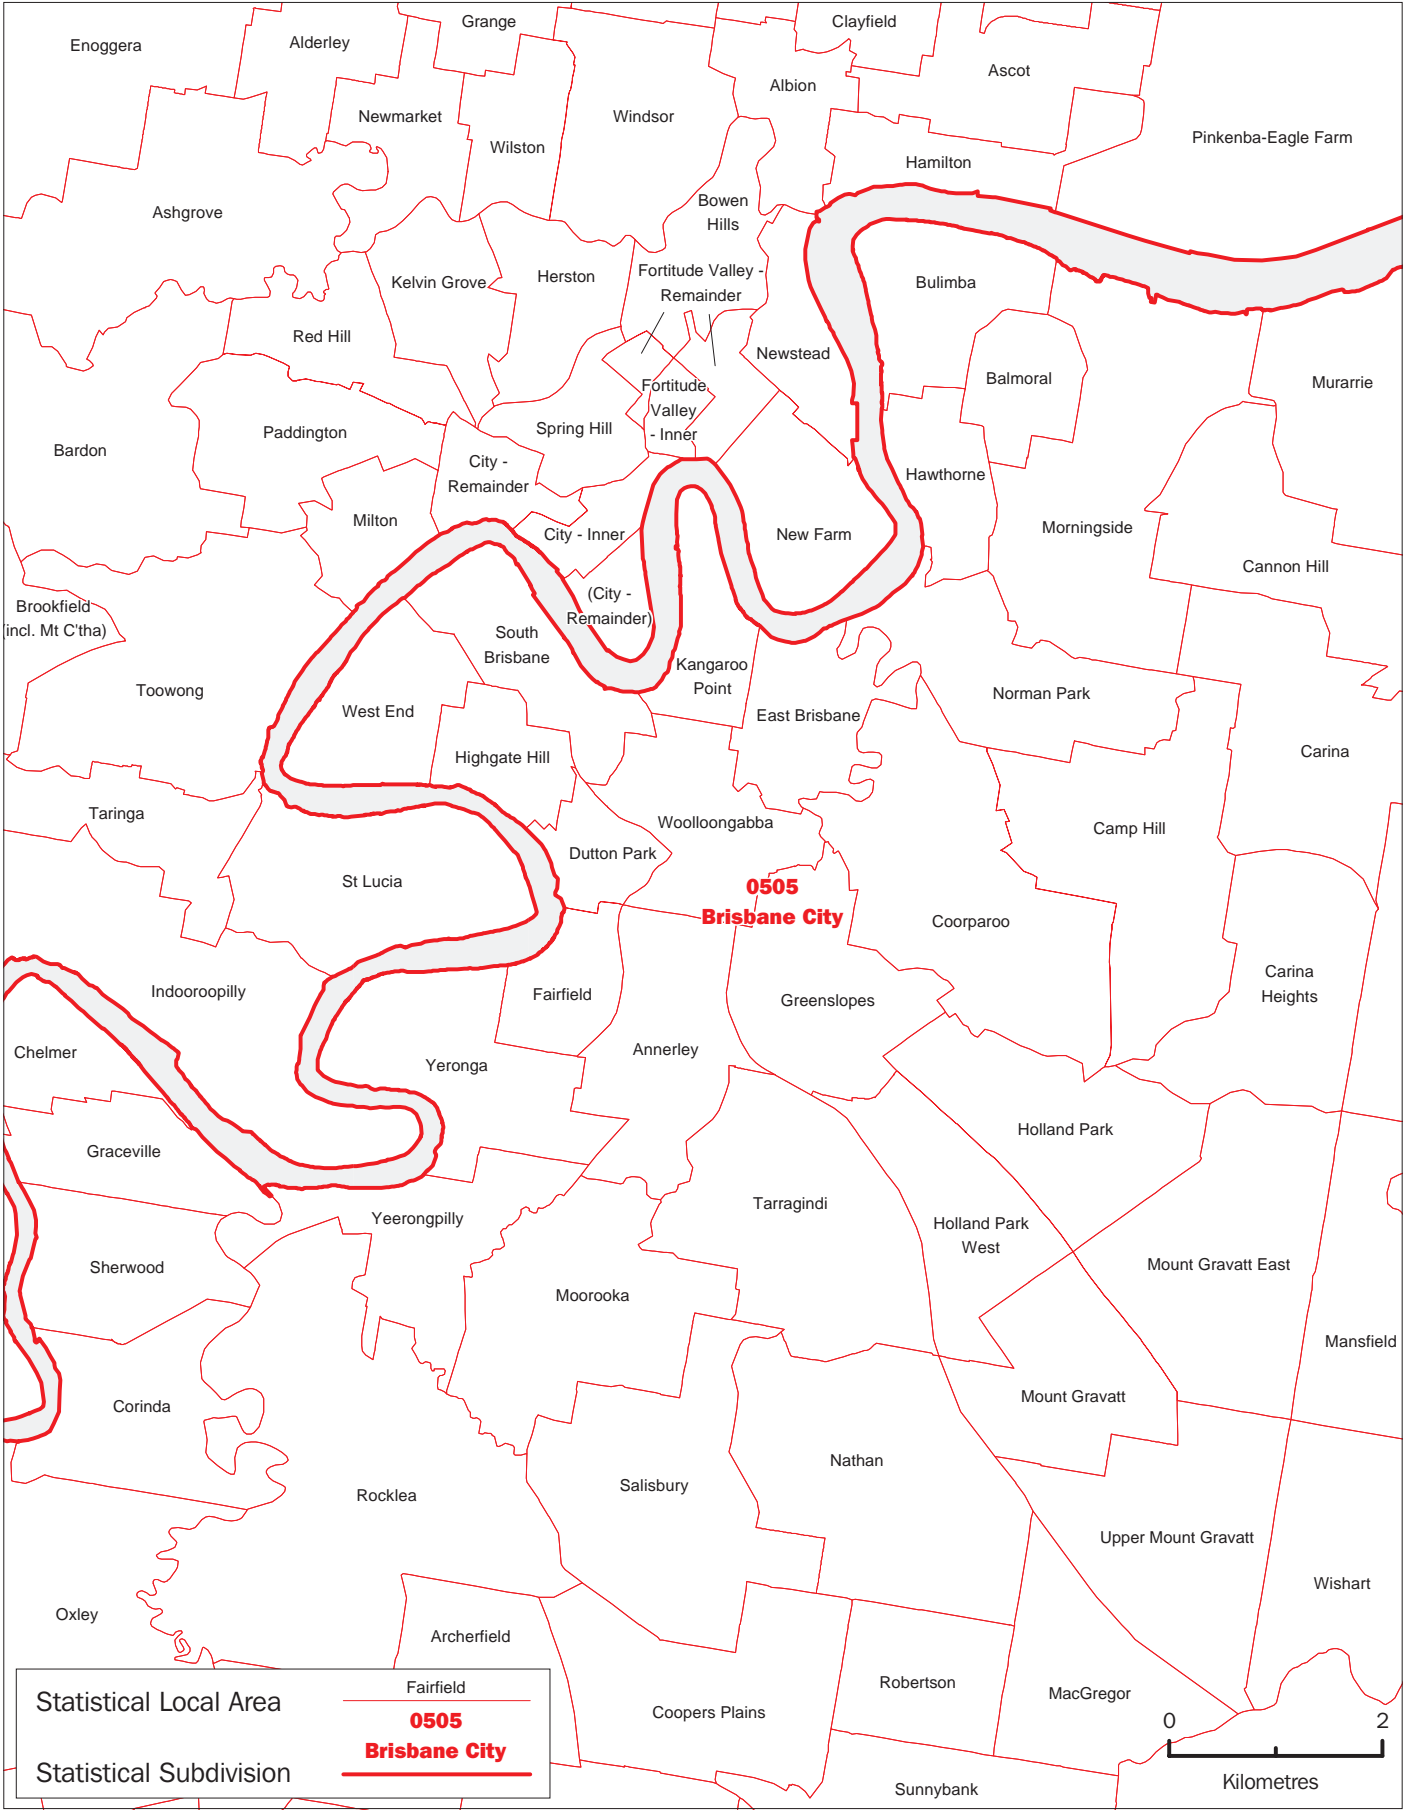 Grange
Clayfield
Enoggera
Alderley
Ascot
Albion
Newmarket
Windsor
Pinkenba-Eagle Farm
Wilston
Hamilton
Bowen
Hills
Ashgrove
Fortitude Valley -
Remainder
Kelvin Grove
Herston
Bulimba
Red Hill
Newstead
Balmoral
Murarrie
Fortitude
Valley
- Inner
Spring Hill
Paddington
Bardon
City -
Remainder
Hawthorne
Milton
City - Inner
New Farm
Morningside
Cannon Hill
(City -
Remainder)
Brookfield
(incl. Mt C'tha)
South
Brisbane
Kangaroo
Point
Toowong
Norman Park
West End
East Brisbane
Highgate Hill
Carina
Taringa
Woolloongabba
Camp Hill
Dutton Park
St Lucia
0505
Brisbane City
Coorparoo
Carina
Heights
Indooroopilly
Fairfield
Greenslopes
Chelmer
Yeronga
Annerley
Holland Park
Graceville
Tarragindi
Yeerongpilly
Holland Park
West
Sherwood
Mount Gravatt East
Moorooka
Mansfield
Corinda
Mount Gravatt
Nathan
Salisbury
Rocklea
Upper Mount Gravatt
Wishart
Oxley
Archerfield
Robertson
MacGregor
Coopers Plains
Sunnybank
Statistical Local Area
Fairfield
0505
Brisbane City
Statistical Subdivision
0 2
Kilometres